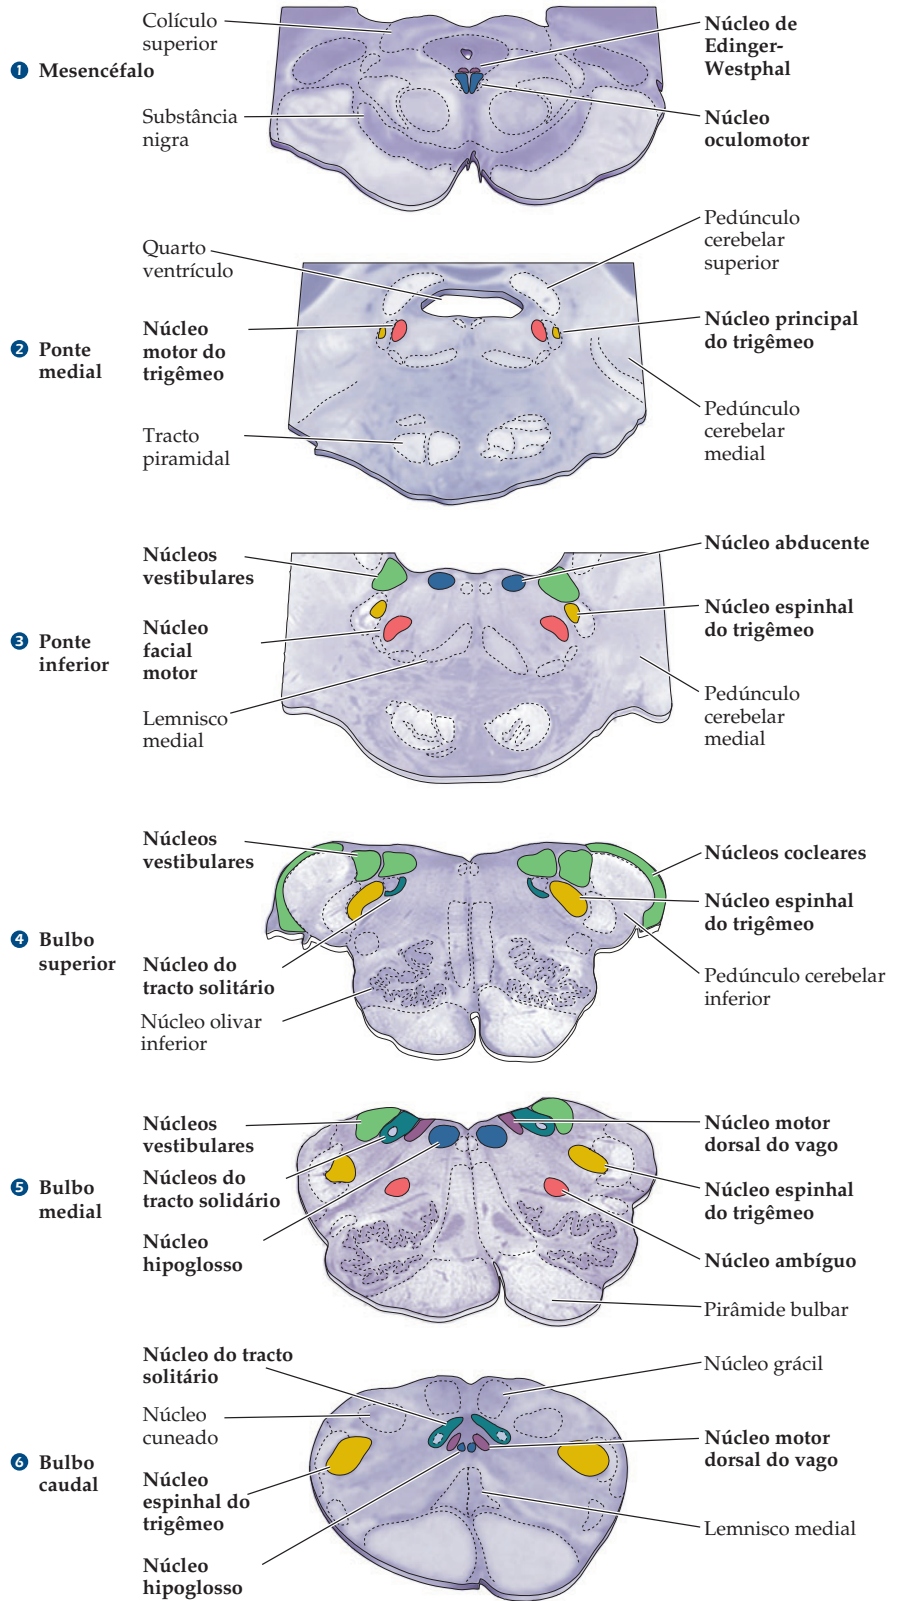 Colículo
superior
Núcleo de
Edinger-
Westphal
1 Mesencéfalo
Substância
nigra
Núcleo
oculomotor
Quarto
ventrículo
Pedúnculo
cerebelar
superior
2 Ponte
medial
Núcleo
motor do
trigêmeo
Núcleo principal
do trigêmeo
Tracto
piramidal
Pedúnculo
cerebelar
medial
Núcleos
vestibulares
Núcleo abducente
3 Ponte
inferior
Núcleo
facial
motor
Núcleo espinhal
do trigêmeo
Lemnisco
medial
Pedúnculo
cerebelar
medial
Núcleos
vestibulares
Núcleos cocleares
4 Bulbo
superior
Núcleo espinhal
do trigêmeo
Núcleo do
tracto solitário
Pedúnculo cerebelar
inferior
Núcleo olivar
inferior
Núcleos
vestibulares
Núcleo motor
dorsal do vago
5 Bulbo
medial
Núcleos do
tracto solidário
Núcleo espinhal
do trigêmeo
Núcleo
hipoglosso
Núcleo ambíguo
Pirâmide bulbar
Núcleo do tracto
solitário
Núcleo grácil
Núcleo
cuneado
6 Bulbo
caudal
Núcleo motor
dorsal do vago
Núcleo
espinhal do
trigêmeo
Lemnisco medial
Núcleo
hipoglosso